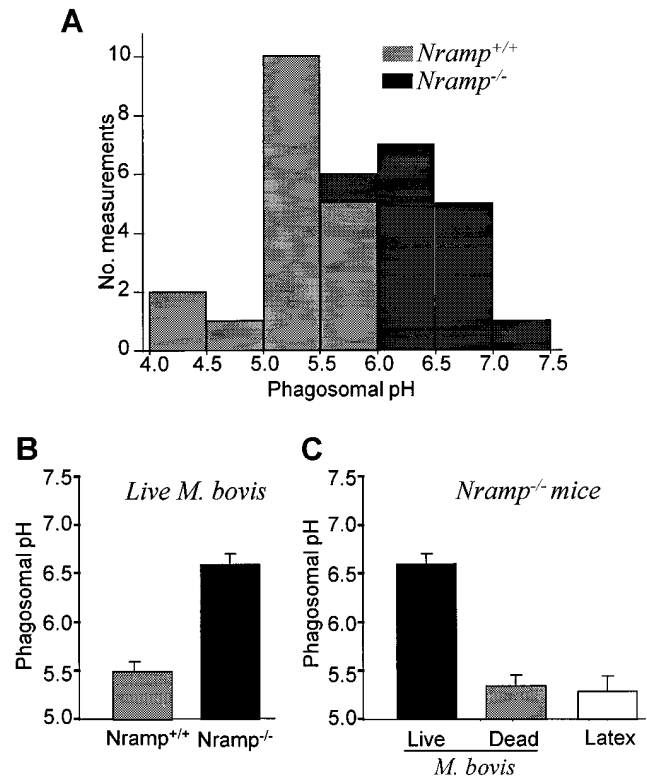 A
Nramp+/+
Nramp-/-
No. measurements
10
8
6
4
2
0
4.0 4.5 5.0 5.5 6.0 6.5 7.0 7.5
Phagosomal pH
B
Live M. bovis
Phagosomal pH
7.5
7.0
6.5
6.0
5.5
5.0
Nramp+/+ Nramp-/-
C
Nramp-/- mice
Phagosomal pH
7.5
7.0
6.5
6.0
5.5
5.0
Live Dead Latex
M. bovis